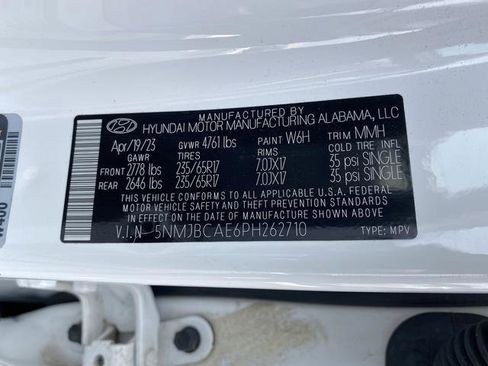 MANUFACTURED BY
HYUNDAI MOTOR MANUFACTURING ALABAMA, LLC
Apr/19/23 GVWR 4761 lbs PAINT W6H TRIM MMH
GAWR TIRES RIMS COLD TIRE INFL
FRONT 2778 lbs 235/65R17 7.0JX17 35 psi SINGLE
REAR 2646 lbs 235/65R17 7.0JX17 35 psi SINGLE
THIS VEHICLE CONFORMS TO ALL APPLICABLE U.S.A. FEDERAL
MOTOR VEHICLE SAFETY, BUMPER, AND THEFT PREVENTION
STANDARDS IN EFFECT ON THE DATE OF MANUFACTURE SHOWN ABOVE.
V.I.N 5NMJBCAE6PH262710 TYPE: MPV